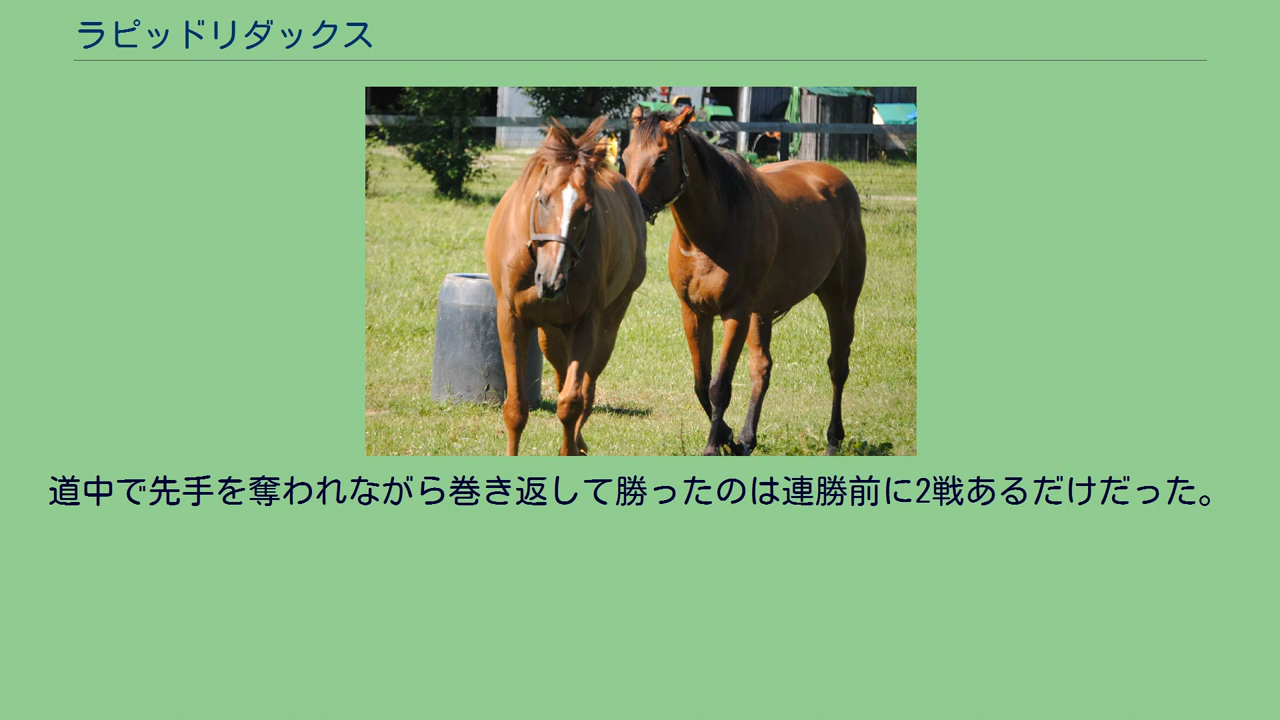 ラピッドリダックス
道中で先手を奪われながら巻き返して勝ったのは連勝前に2戦あるだけだった。